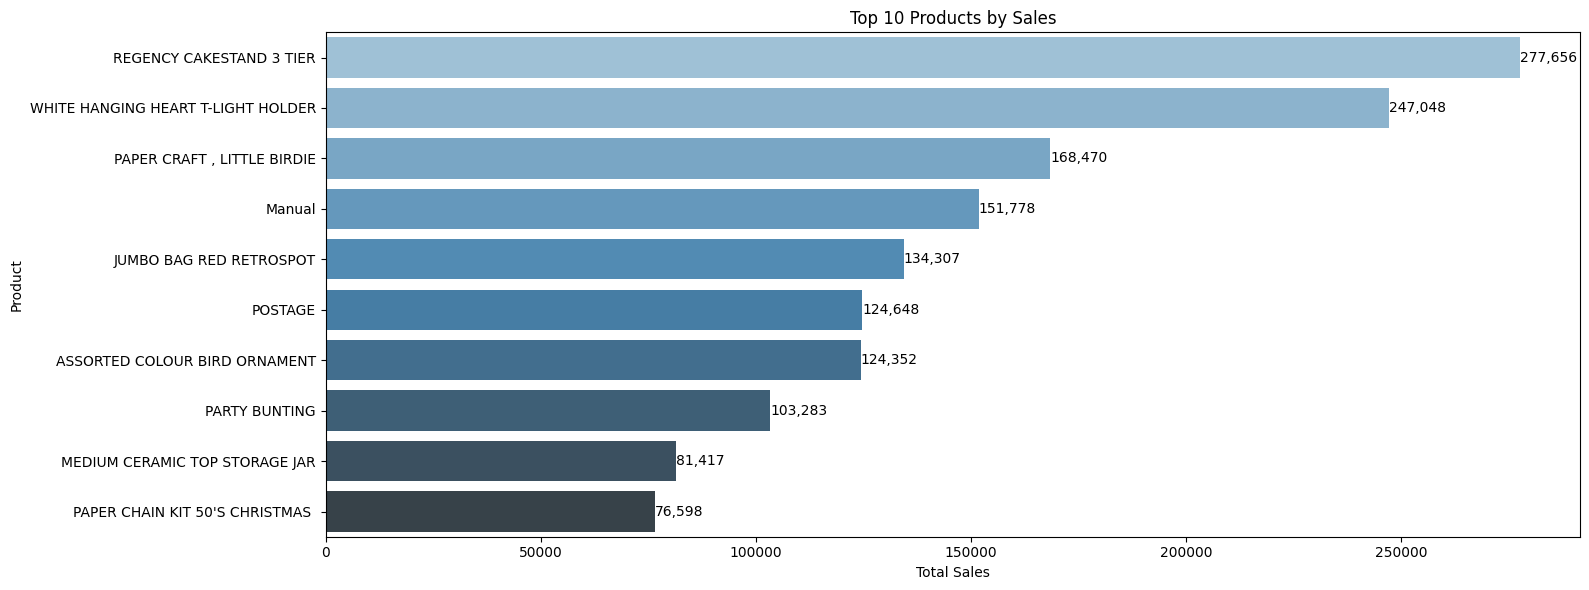 Top 10 Products by Sales
REGENCY CAKESTAND 3 TIER
277,656
WHITE HANGING HEART T-LIGHT HOLDER
247,048
PAPER CRAFT , LITTLE BIRDIE
168,470
Manual
151,778
JUMBO BAG RED RETROSPOT
134,307
POSTAGE
124,648
ASSORTED COLOUR BIRD ORNAMENT
124,352
PARTY BUNTING
103,283
MEDIUM CERAMIC TOP STORAGE JAR
81,417
PAPER CHAIN KIT 50'S CHRISTMAS
76,598
Product
0 50000 100000 150000 200000 250000
Total Sales